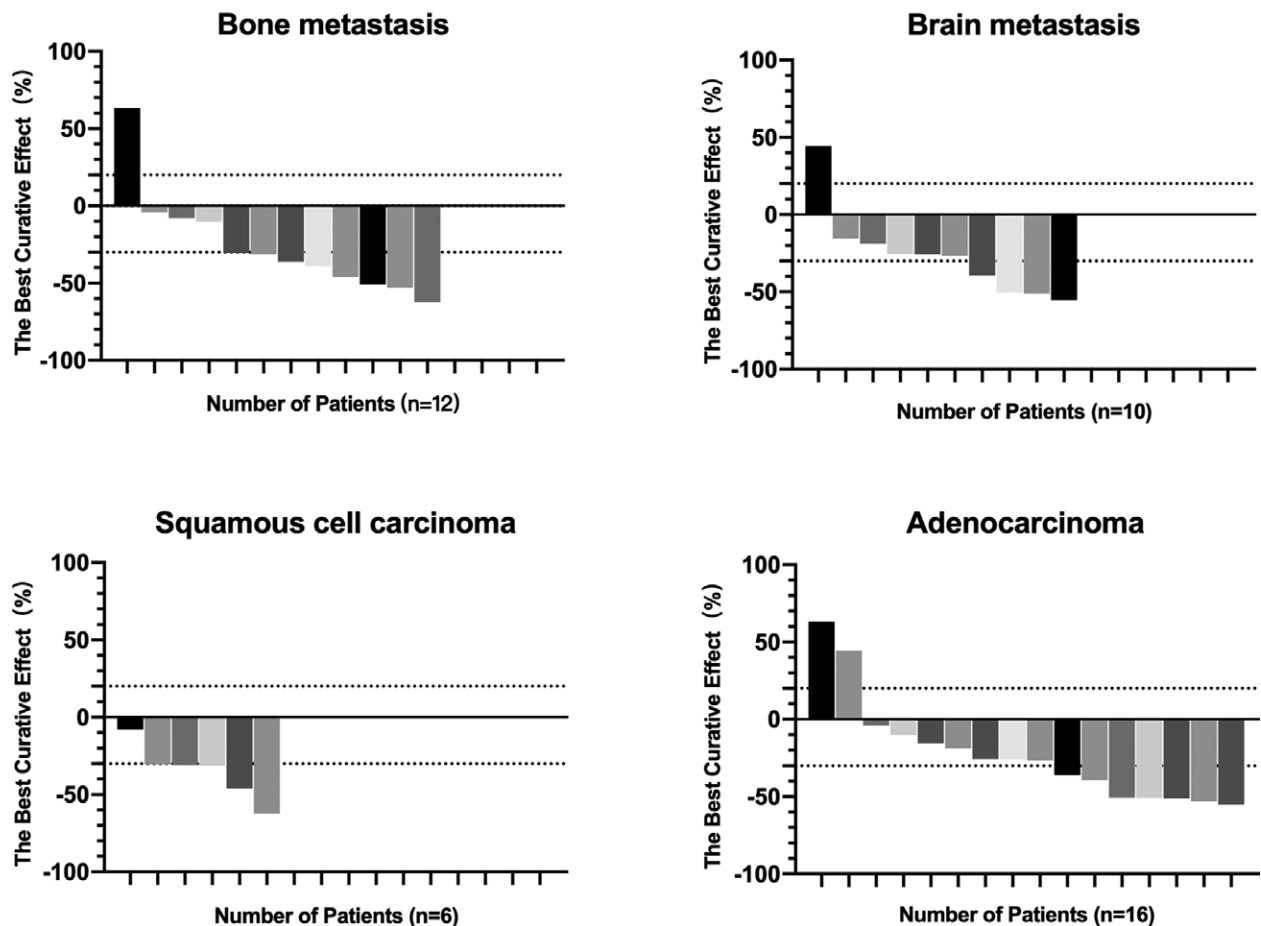 Bone metastasis
The Best Curative Effect (%)
100
50
0
-50
-100
Number of Patients (n=12)
Brain metastasis
The Best Curative Effect (%)
100
50
0
-50
-100
Number of Patients (n=10)
Squamous cell carcinoma
The Best Curative Effect (%)
100
50
0
-50
-100
Number of Patients (n=6)
Adenocarcinoma
The Best Curative Effect (%)
100
50
0
-50
-100
Number of Patients (n=16)